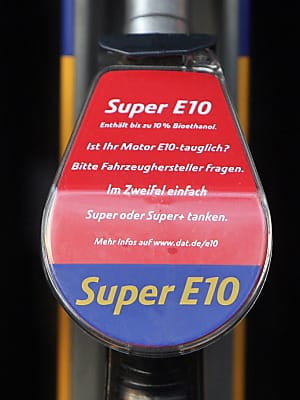 Super E10
Enthält bis zu 10 % Bioethanol.
Ist Ihr Motor E10-tauglich?
Bitte Fahrzeughersteller fragen.
Im Zweifel einfach
Super oder Super+ tanken.
Mehr Infos auf www.dat.de/e10
Super E10